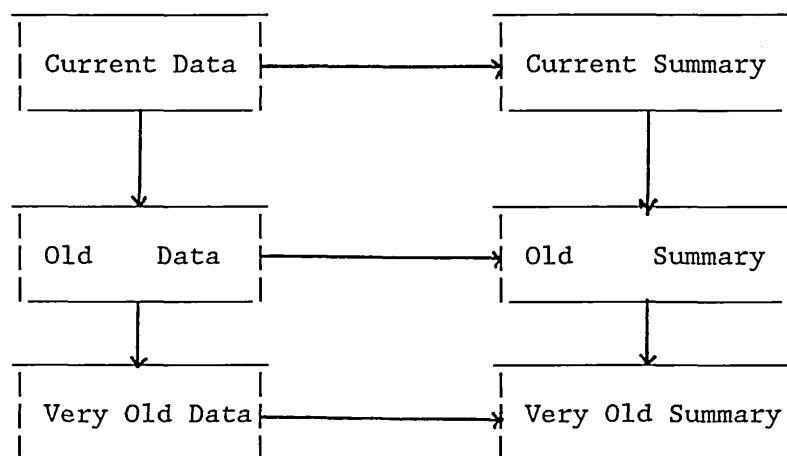 Current Data
Current Summary
Old Data
Old Summary
Very Old Data
Very Old Summary